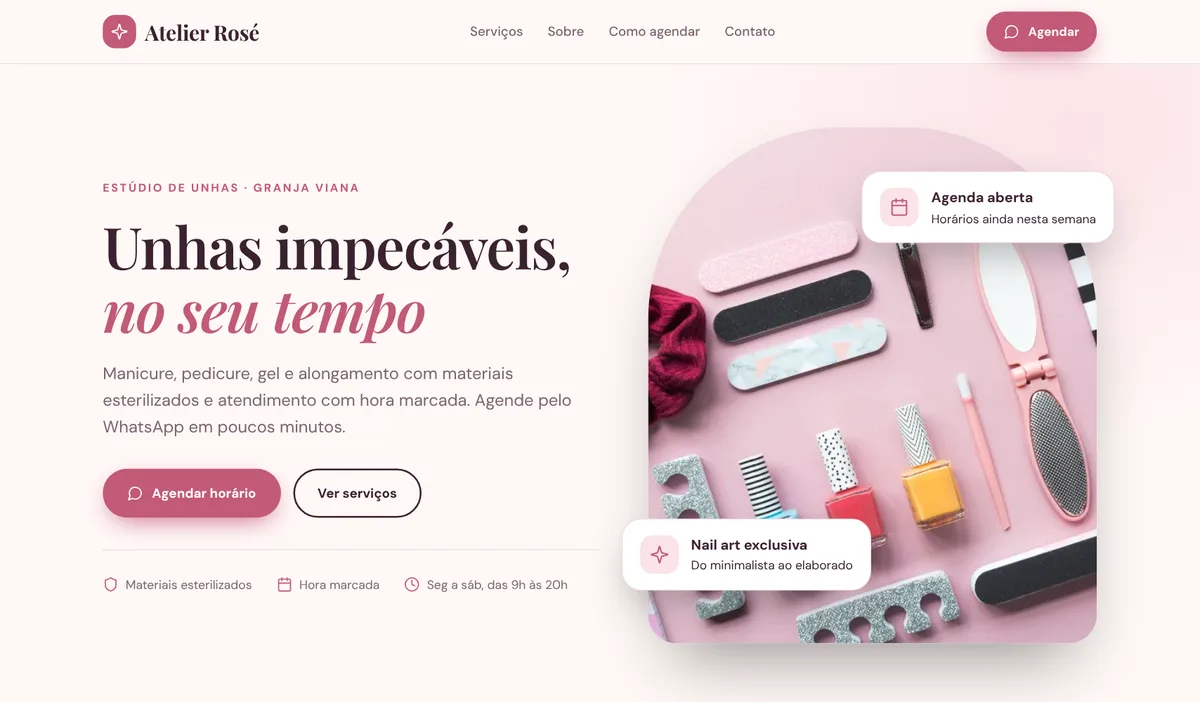 Atelier Rosé
Serviços
Sobre
Como agendar
Contato
Agendar
ESTÚDIO DE UNHAS · GRANJA VIANA
Unhas impecáveis,
no seu tempo
Manicure, pedicure, gel e alongamento com materiais
esterilizados e atendimento com hora marcada. Agende pelo
WhatsApp em poucos minutos.
Agendar horário
Ver serviços
Materiais esterilizados
Hora marcada
Seg a sáb, das 9h às 20h
Agenda aberta
Horários ainda nesta semana
Nail art exclusiva
Do minimalista ao elaborado